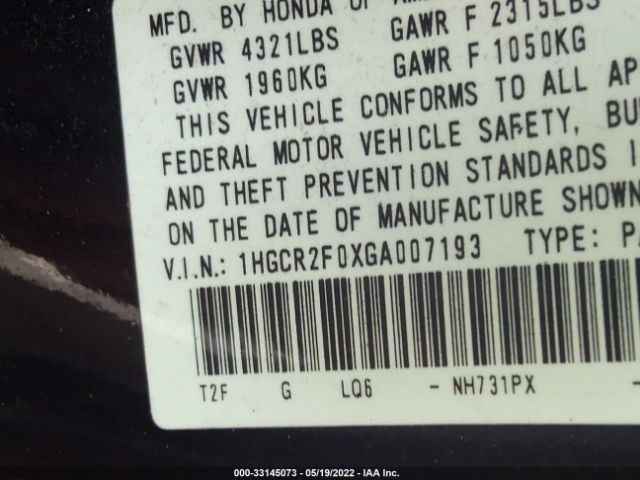 MFD. BY HONDA OF
GVWR 4321LBS GAWR F 2315LBS
GVWR 1960KG GAWR F 1050KG
THIS VEHICLE CONFORMS TO ALL AP
FEDERAL MOTOR VEHICLE SAFETY, BU
AND THEFT PREVENTION STANDARDS I
ON THE DATE OF MANUFACTURE SHOWN
V.I.N.: 1HGCR2F0XGA007193 TYPE: PA
T2F G LQ6 - NH731PX -
000-33145073 - 05/19/2022 - IAA Inc.